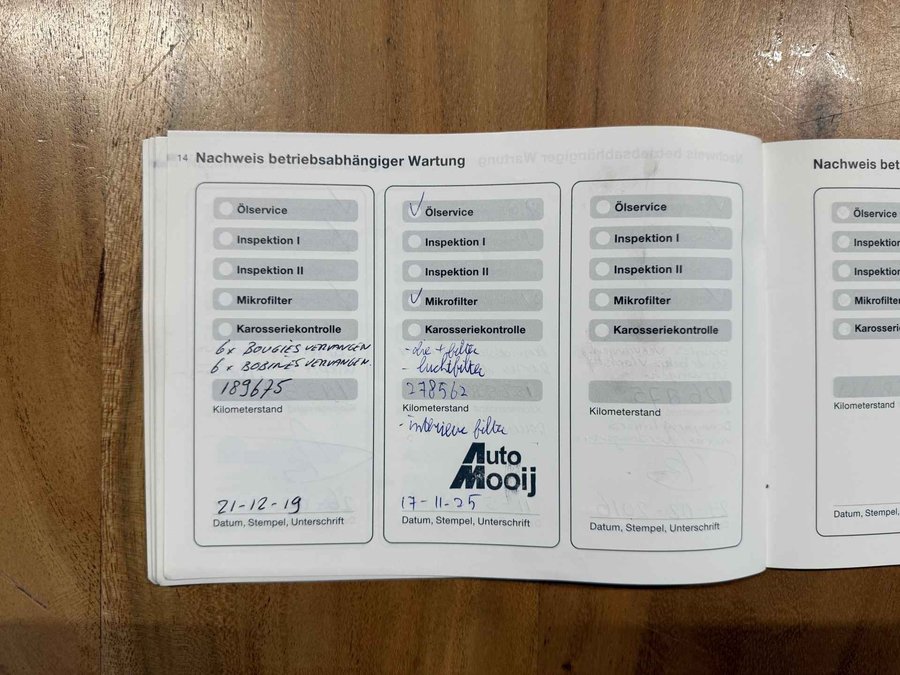 14 Nachweis betriebsabhängiger Wartung
Ölservice
Inspektion I
Inspektion II
Mikrofilter
Karosseriekontrolle
6x BOUGIES VERVANGEN
6x BOBINES VERVANGEN.
189675
Kilometerstand
21-12-19
Datum, Stempel, Unterschrift
Ölservice
Inspektion I
Inspektion II
Mikrofilter
Karosseriekontrolle
- olie + filter
- luchtfilter
278562
Kilometerstand
- interieur filter
Auto
Mooij
17-11-25
Datum, Stempel, Unterschrift
Ölservice
Inspektion I
Inspektion II
Mikrofilter
Karosseriekontrolle
Kilometerstand
Datum, Stempel, Unterschrift
Nachweis bet
Ölservice
Inspektion
Inspektion
Mikrofilter
Karosserie
Kilometerstand
Datum, Stempel,